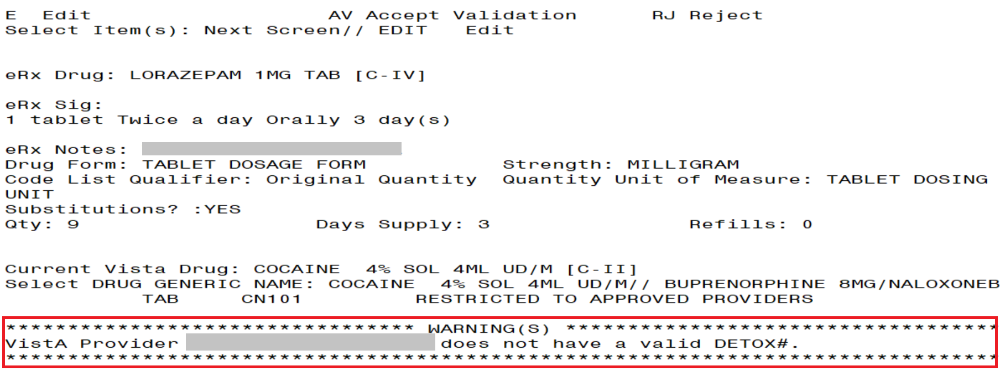 E  Edit                                AV Accept Validation            RJ Reject
Select Item(s): Next Screen// EDIT   Edit
eRx Drug: LORAZEPAM 1MG TAB [C-IV]
eRx Sig:
1 tablet Twice a day Orally 3 day(s)
eRx Notes:
Drug Form: TABLET DOSAGE FORM           Strength: MILLIGRAM
Code List Qualifier: Original Quantity  Quantity Unit of Measure: TABLET DOSING
UNIT
Substitutions? :YES
Qty: 9                   Days Supply: 3                Refills: 0
Current Vista Drug: COCAINE  4% SOL 4ML UD/M [C-II]
Select DRUG GENERIC NAME: COCAINE  4% SOL 4ML UD/M// BUPRENORPHINE 8MG/NALOXONEB
           TAB     CN101         RESTRICTED TO APPROVED PROVIDERS
********************************* WARNING(S) ***********************************
VistA Provider                     does not have a valid DETOX#.
********************************************************************************